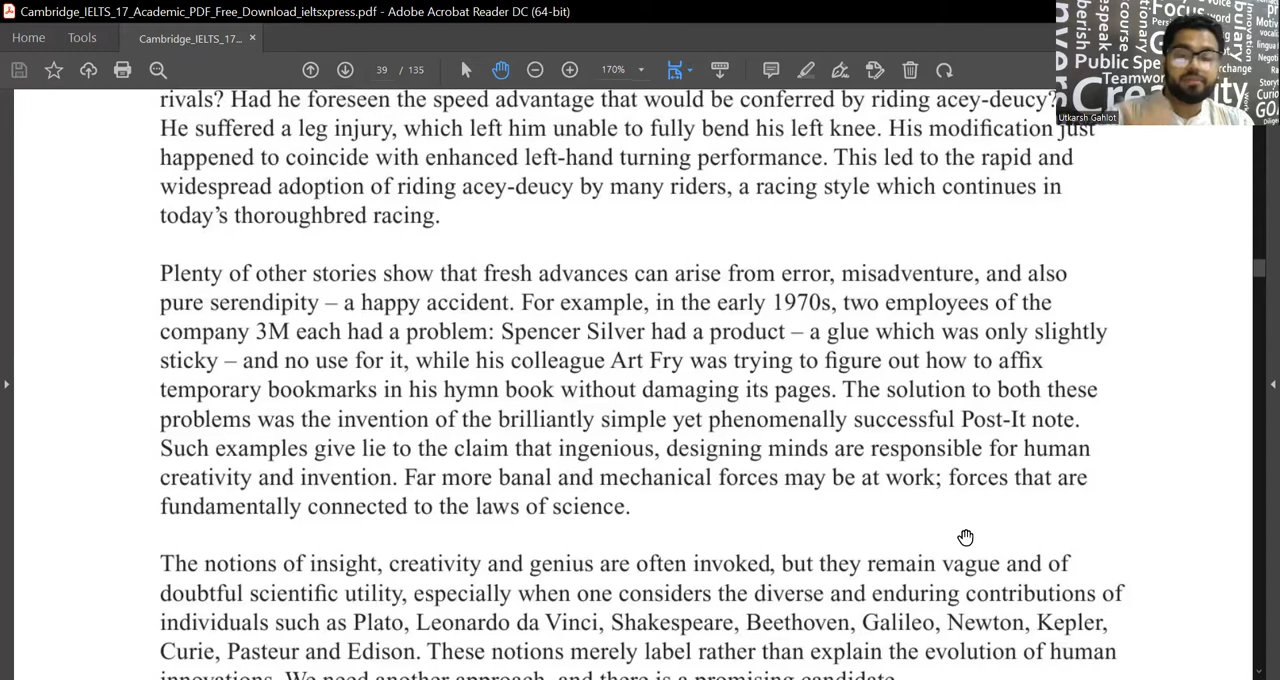 Cambridge_IELTS_17_Academic_PDF_Free_Download_ieltsxpress.pdf - Adobe Acrobat Reader DC (64-bit)
Home Tools Cambridge_IELTS_17... ×
39 / 135 170%
Focus
Public Spe
Teamwor
Utkarsh Gahlot
rivals? Had he foreseen the speed advantage that would be conferred by riding acey-deucy?
He suffered a leg injury, which left him unable to fully bend his left knee. His modification just
happened to coincide with enhanced left-hand turning performance. This led to the rapid and
widespread adoption of riding acey-deucy by many riders, a racing style which continues in
today's thoroughbred racing.
Plenty of other stories show that fresh advances can arise from error, misadventure, and also
pure serendipity – a happy accident. For example, in the early 1970s, two employees of the
company 3M each had a problem: Spencer Silver had a product – a glue which was only slightly
sticky – and no use for it, while his colleague Art Fry was trying to figure out how to affix
temporary bookmarks in his hymn book without damaging its pages. The solution to both these
problems was the invention of the brilliantly simple yet phenomenally successful Post-It note.
Such examples give lie to the claim that ingenious, designing minds are responsible for human
creativity and invention. Far more banal and mechanical forces may be at work; forces that are
fundamentally connected to the laws of science.
The notions of insight, creativity and genius are often invoked, but they remain vague and of
doubtful scientific utility, especially when one considers the diverse and enduring contributions of
individuals such as Plato, Leonardo da Vinci, Shakespeare, Beethoven, Galileo, Newton, Kepler,
Curie, Pasteur and Edison. These notions merely label rather than explain the evolution of human
innovations. We need another approach, and there is a promising candidate.